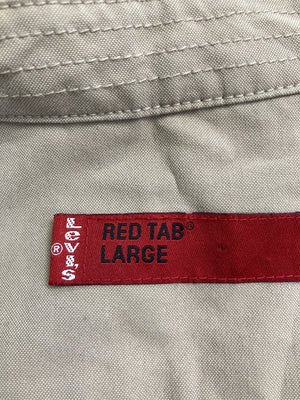 Levi's
®
RED TAB®
LARGE